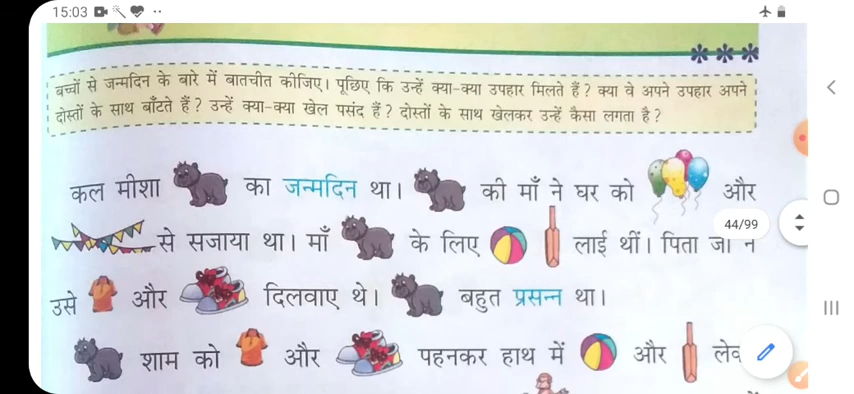 15:03
बच्चों से जन्मदिन के बारे में बातचीत कीजिए। पूछिए कि उन्हें क्या-क्या उपहार मिलते हैं? क्या वे अपने उपहार अपने
दोस्तों के साथ बाँटते हैं? उन्हें क्या-क्या खेल पसंद हैं? दोस्तों के साथ खेलकर उन्हें कैसा लगता है?
कल मीशा का जन्मदिन था। की माँ ने घर को और
44/99
से सजाया था। माँ के लिए लाई थीं। पिता
उसे और दिलवाए थे। बहुत प्रसन्न था।
शाम को और पहनकर हाथ में और